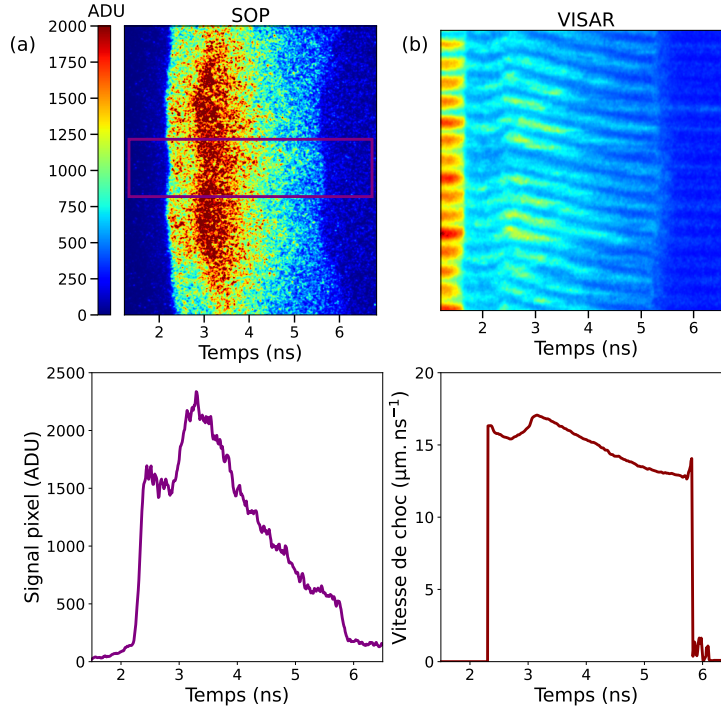 ADU
SOP
VISAR
(a)
(b)
2000
1750
1500
1250
1000
750
500
250
0
2 3 4 5 6
Temps (ns)
2 3 4 5 6
Temps (ns)
2500
2000
1500
1000
500
0
Signal pixel (ADU)
2 3 4 5 6
Temps (ns)
20
15
10
5
0
Vitesse de choc (μm. ns⁻¹)
2 3 4 5 6
Temps (ns)